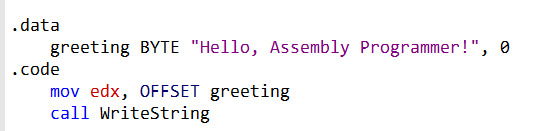 .data
greeting BYTE "Hello, Assembly Programmer!", 0
.code
mov edx, OFFSET greeting
call WriteString